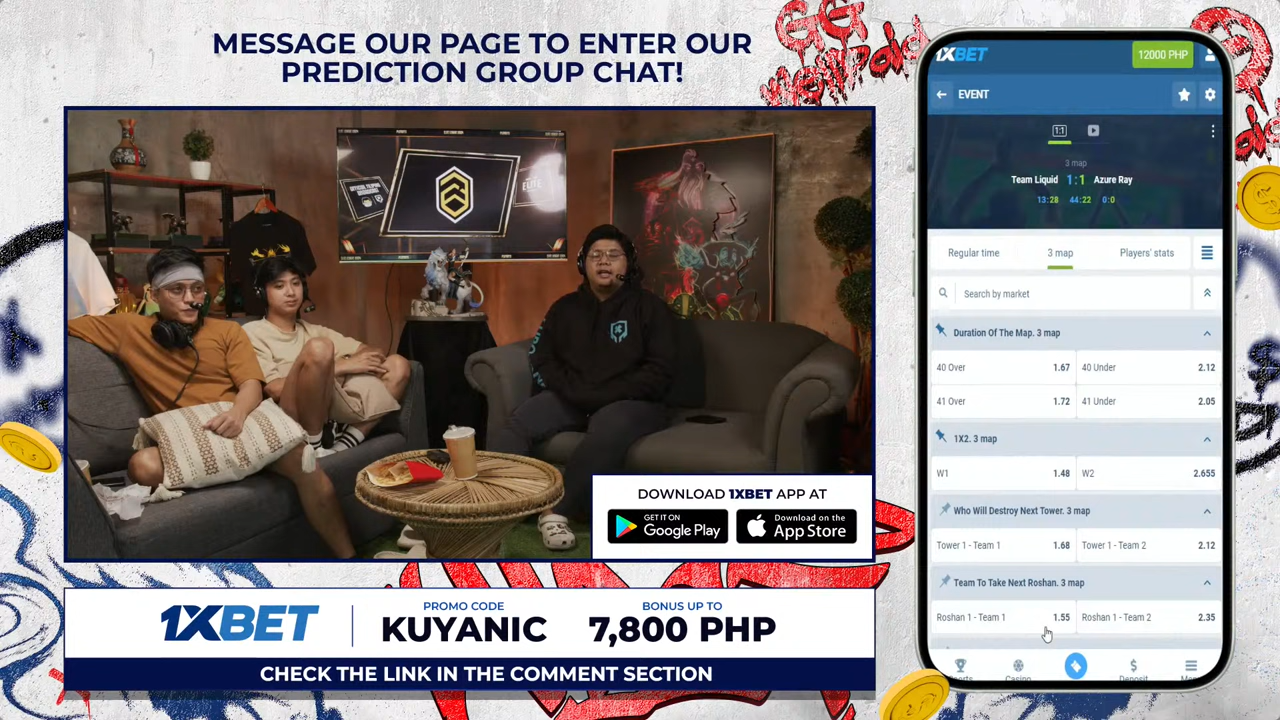 MESSAGE OUR PAGE TO ENTER OUR
PREDICTION GROUP CHAT!
DOWNLOAD 1XBET APP AT
GET IT ON
Google Play
Download on the
App Store
1XBET
PROMO CODE
KUYANIC
BONUS UP TO
7,800 PHP
CHECK THE LINK IN THE COMMENT SECTION
1XBET
12000 PHP
EVENT
1:1
3 map
Team Liquid 1:1 Azure Ray
13:28 44:22 0:0
Regular time 3 map Players' stats
Search by market
Duration Of The Map. 3 map
40 Over 1.67 40 Under 2.12
41 Over 1.72 41 Under 2.05
1X2. 3 map
W1 1.48 W2 2.655
Who Will Destroy Next Tower. 3 map
Tower 1 - Team 1 1.68 Tower 1 - Team 2 2.12
Team To Take Next Roshan. 3 map
Roshan 1 - Team 1 1.55 Roshan 1 - Team 2 2.35
Casino Deposit